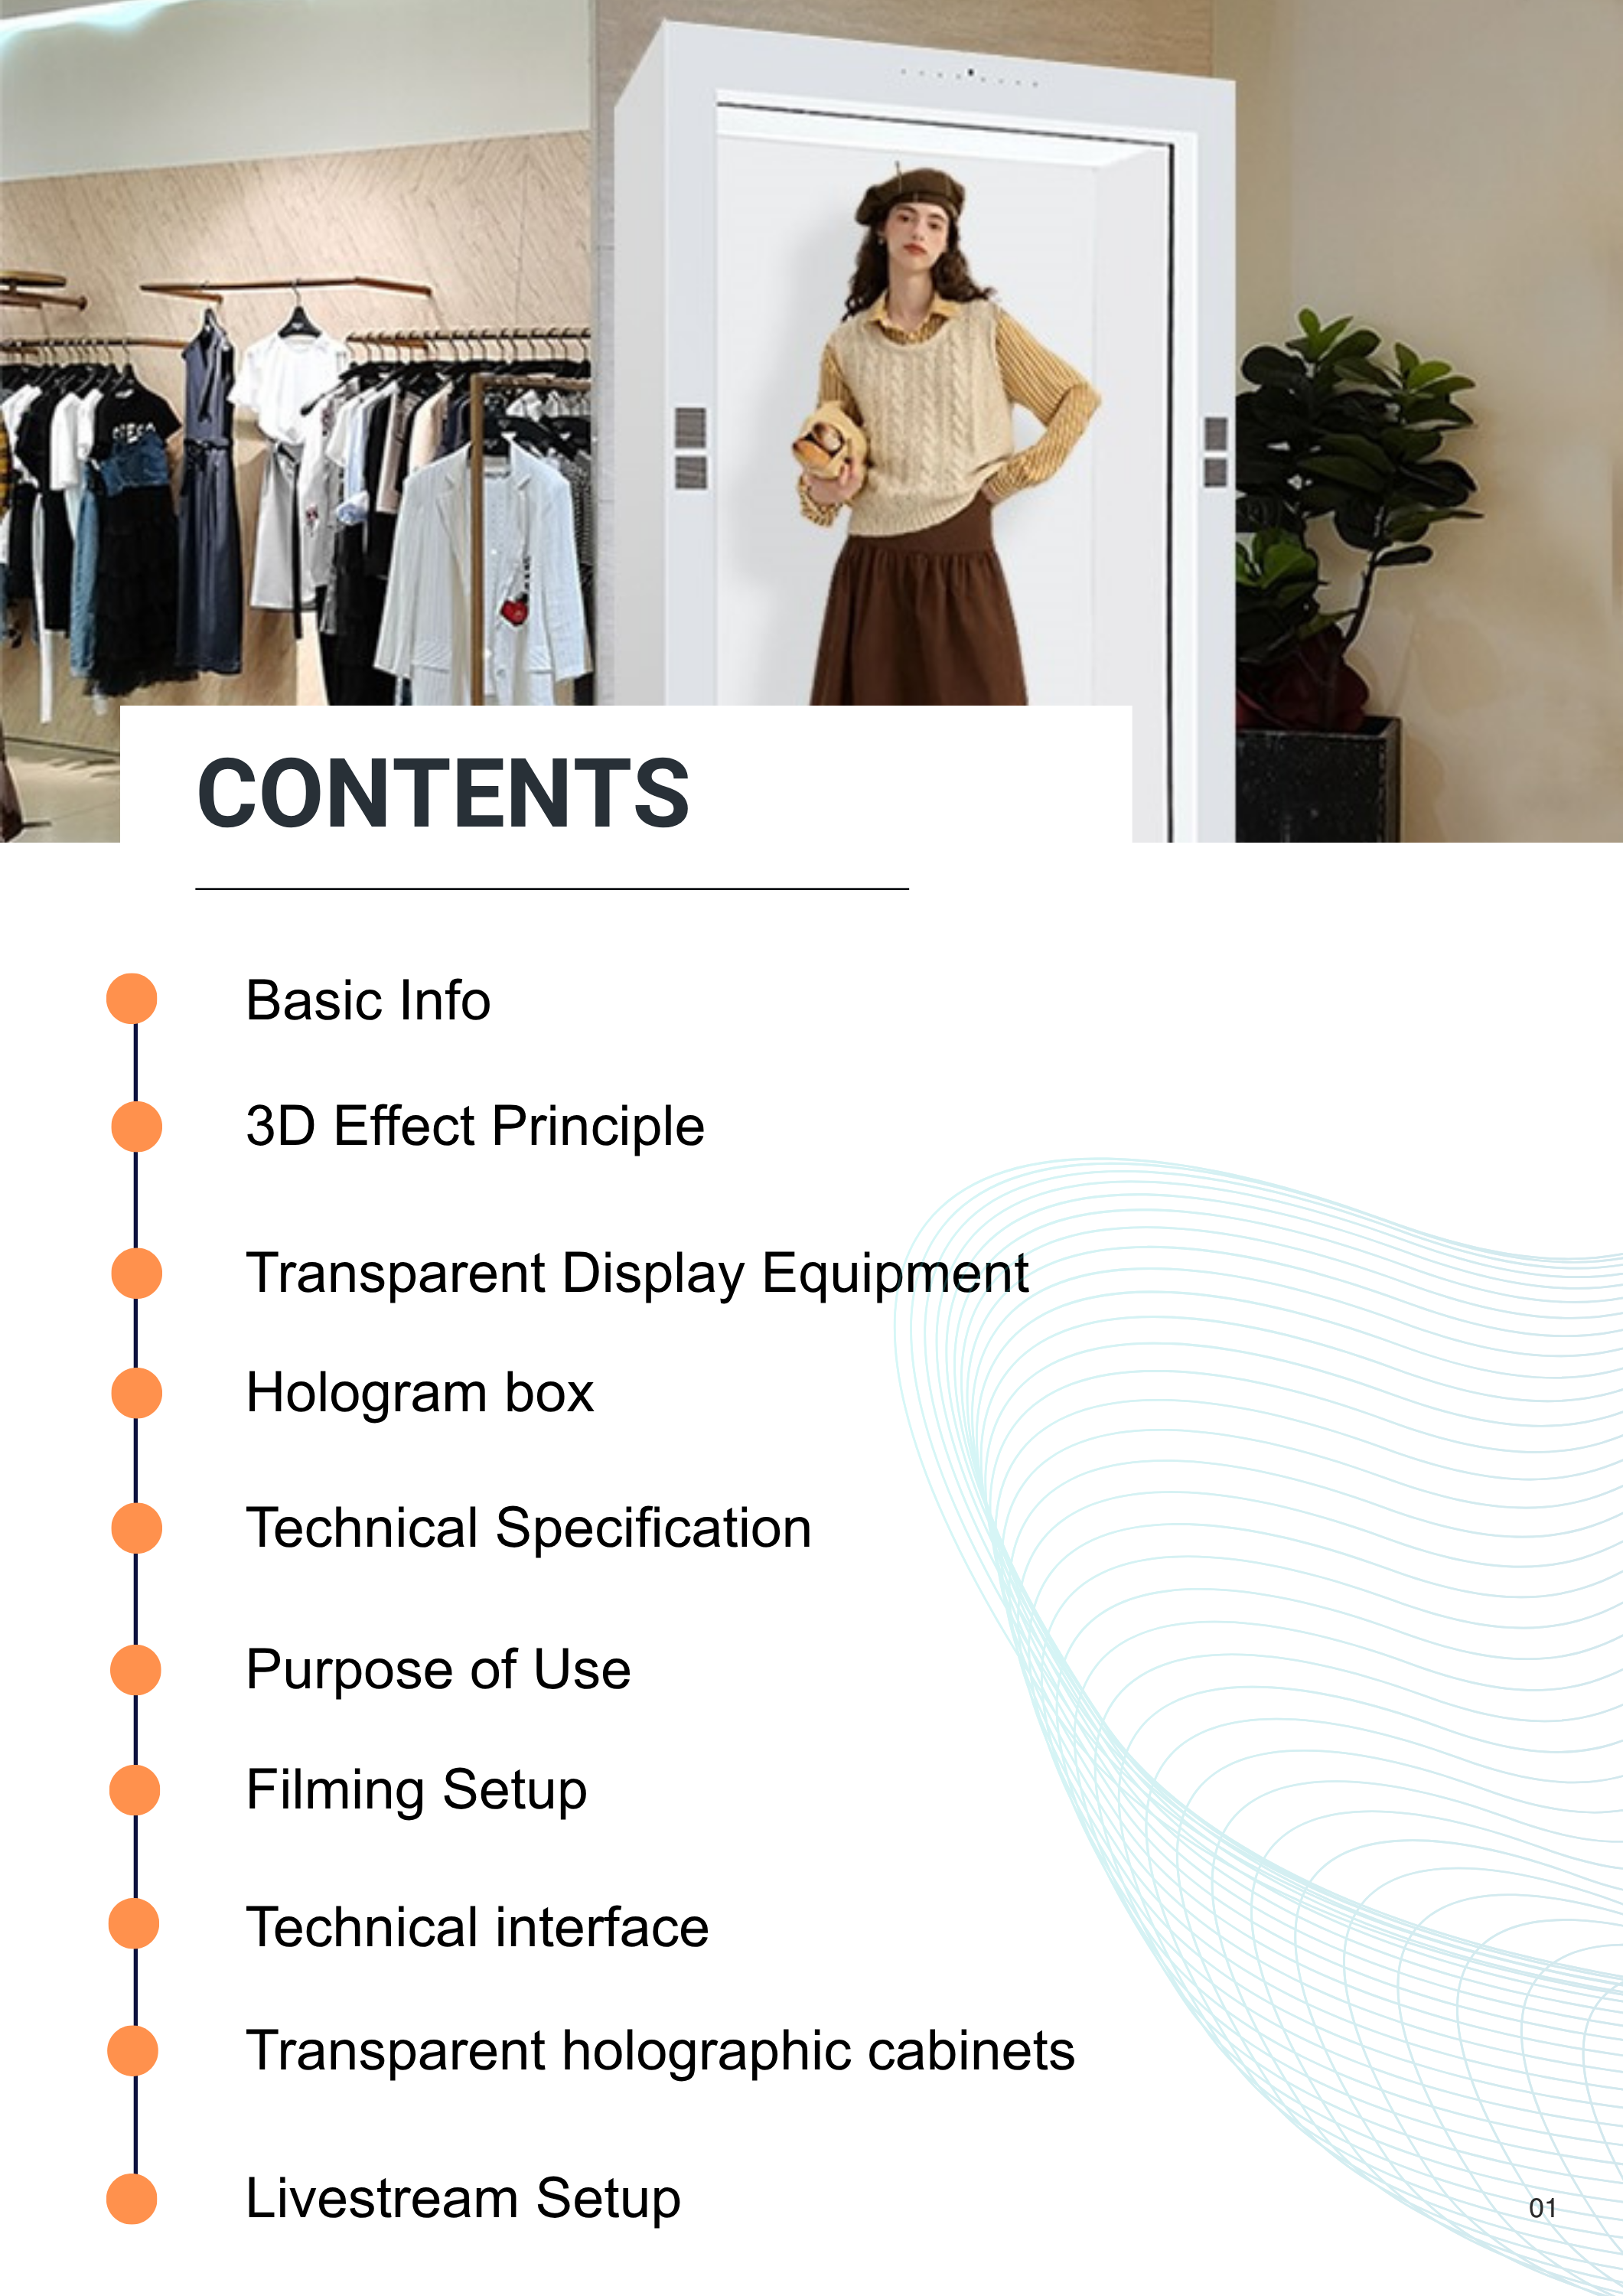 CONTENTS
Basic Info
3D Effect Principle
Transparent Display Equipment
Hologram box
Technical Specification
Purpose of Use
Filming Setup
Technical interface
Transparent holographic cabinets
Livestream Setup
01